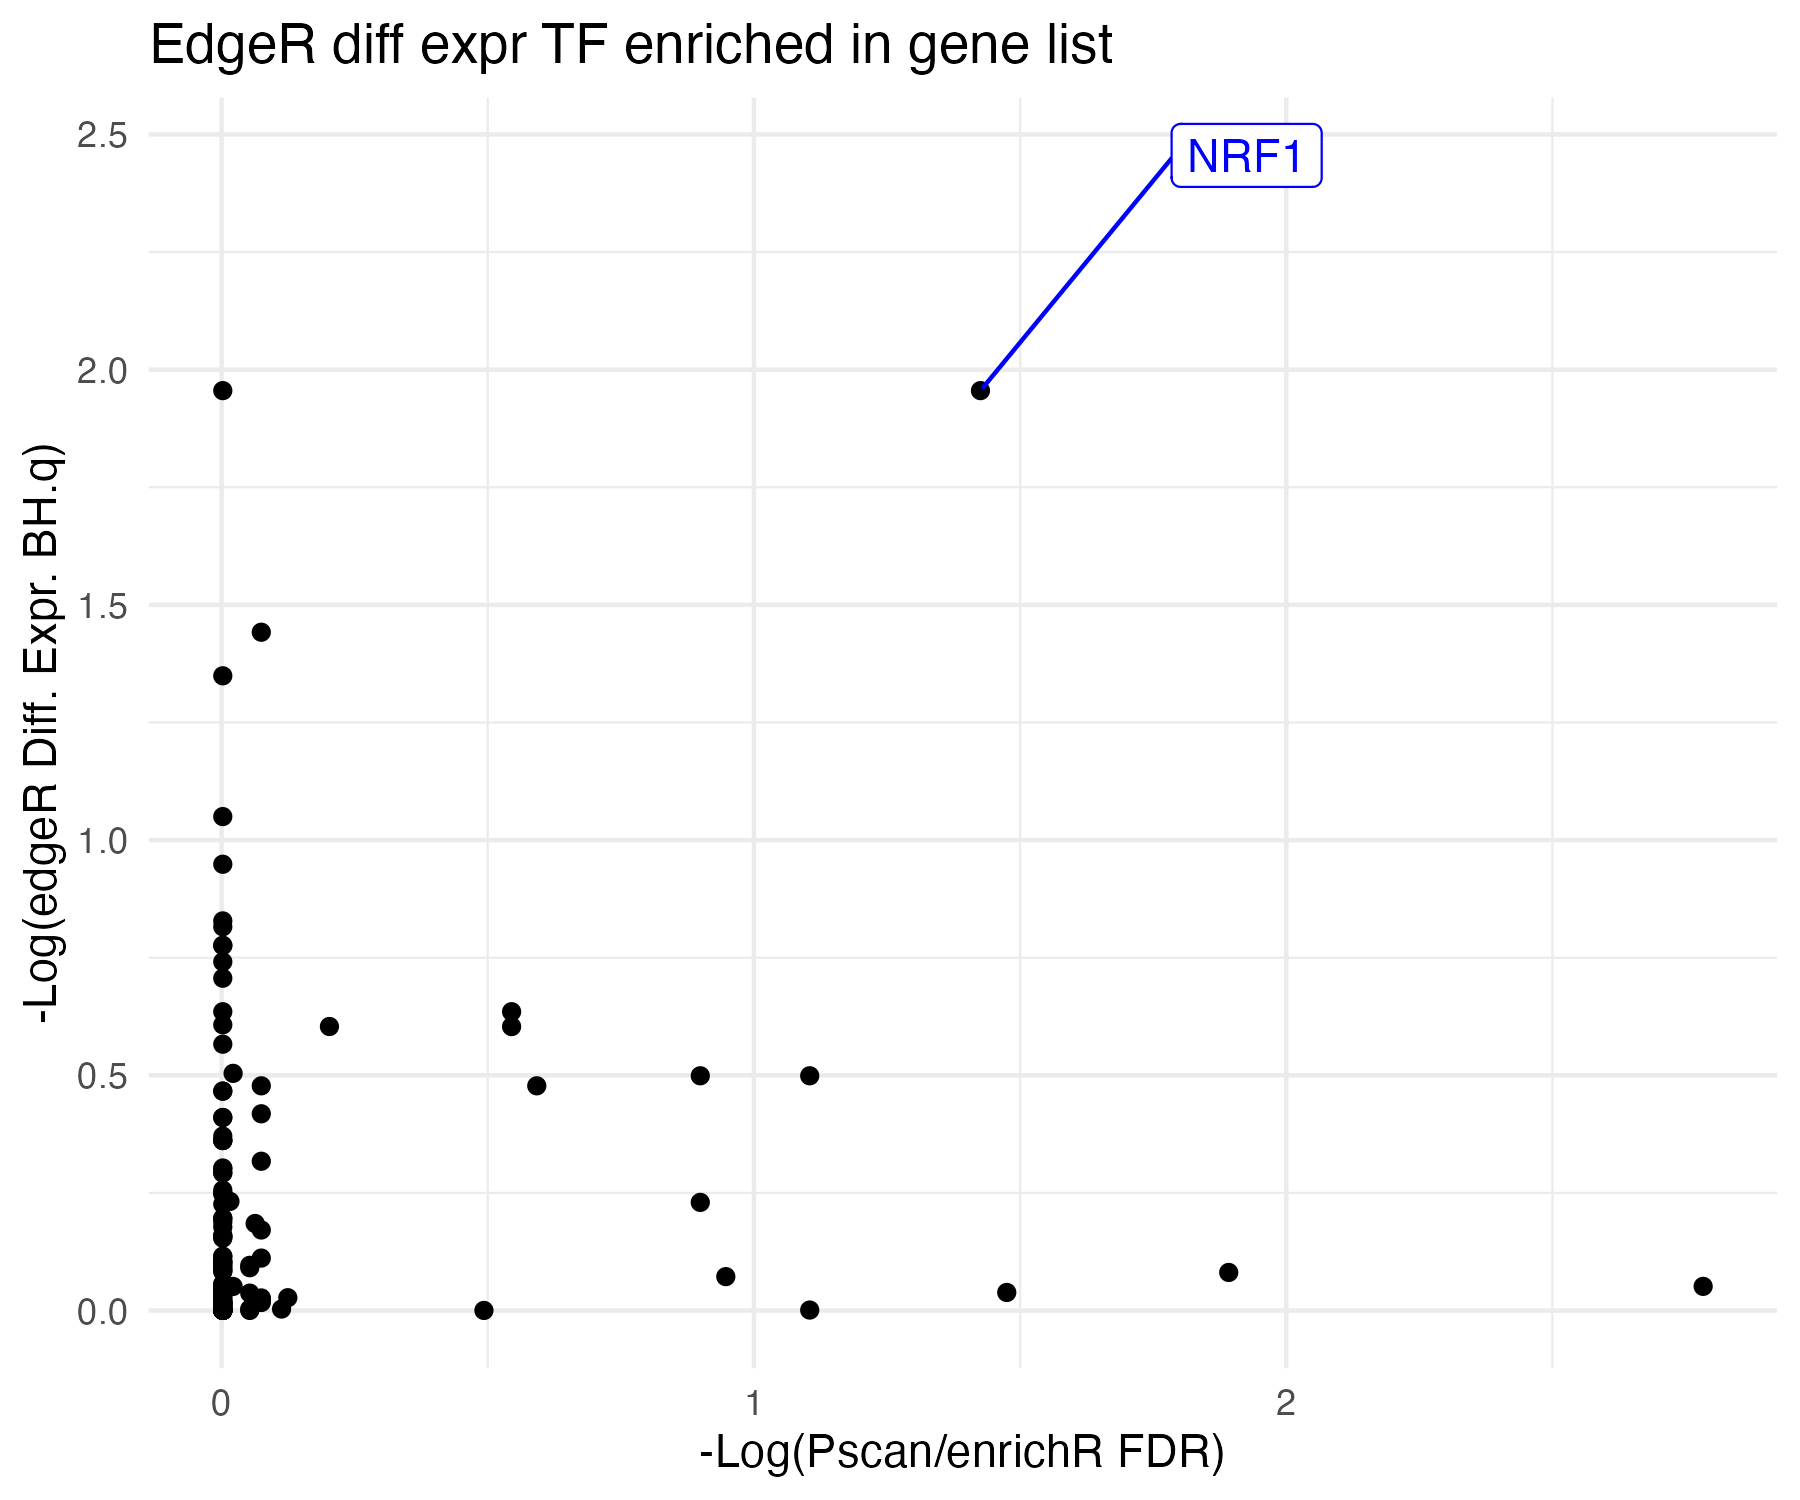 EdgeR diff expr TF enriched in gene list
NRF1
-Log(edgeR Diff. Expr. BH.q)
2.5
2.0
1.5
1.0
0.5
0.0
0
1
2
-Log(Pscan/enrichR FDR)